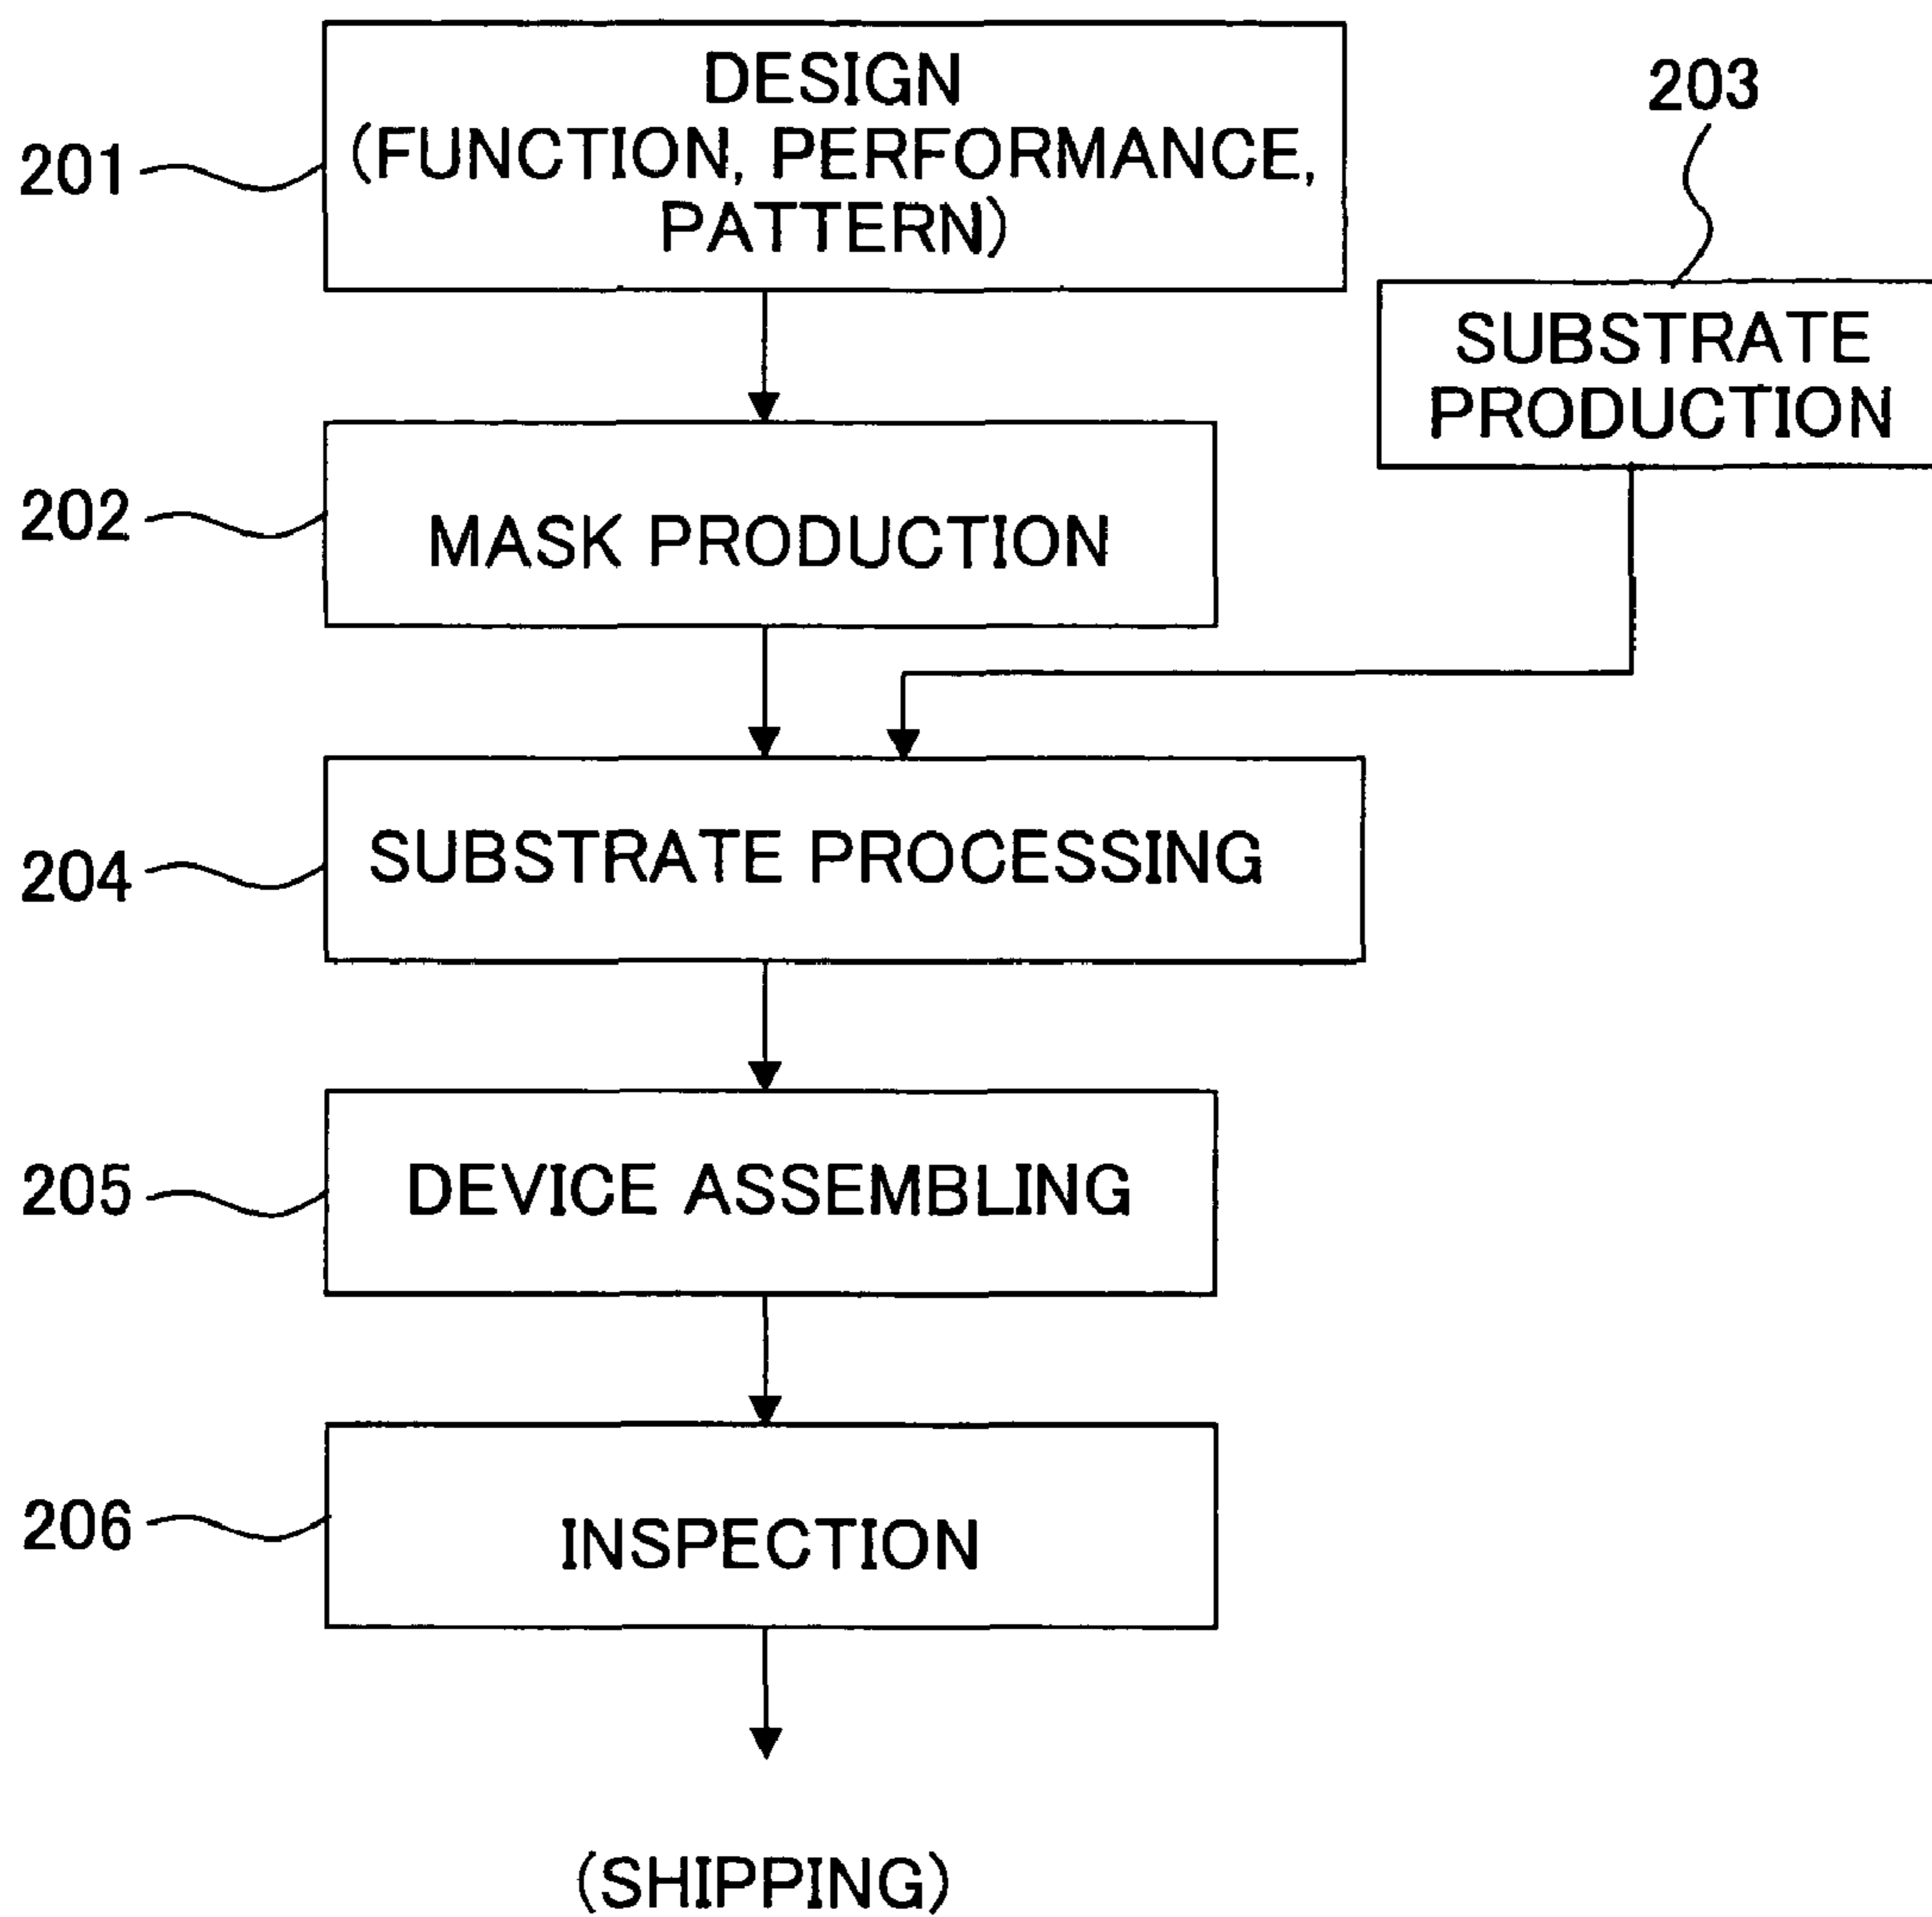 DESIGN
(FUNCTION, PERFORMANCE,
PATTERN)
201
203
SUBSTRATE
PRODUCTION
202
MASK PRODUCTION
204
SUBSTRATE PROCESSING
205
DEVICE ASSEMBLING
206
INSPECTION
(SHIPPING)